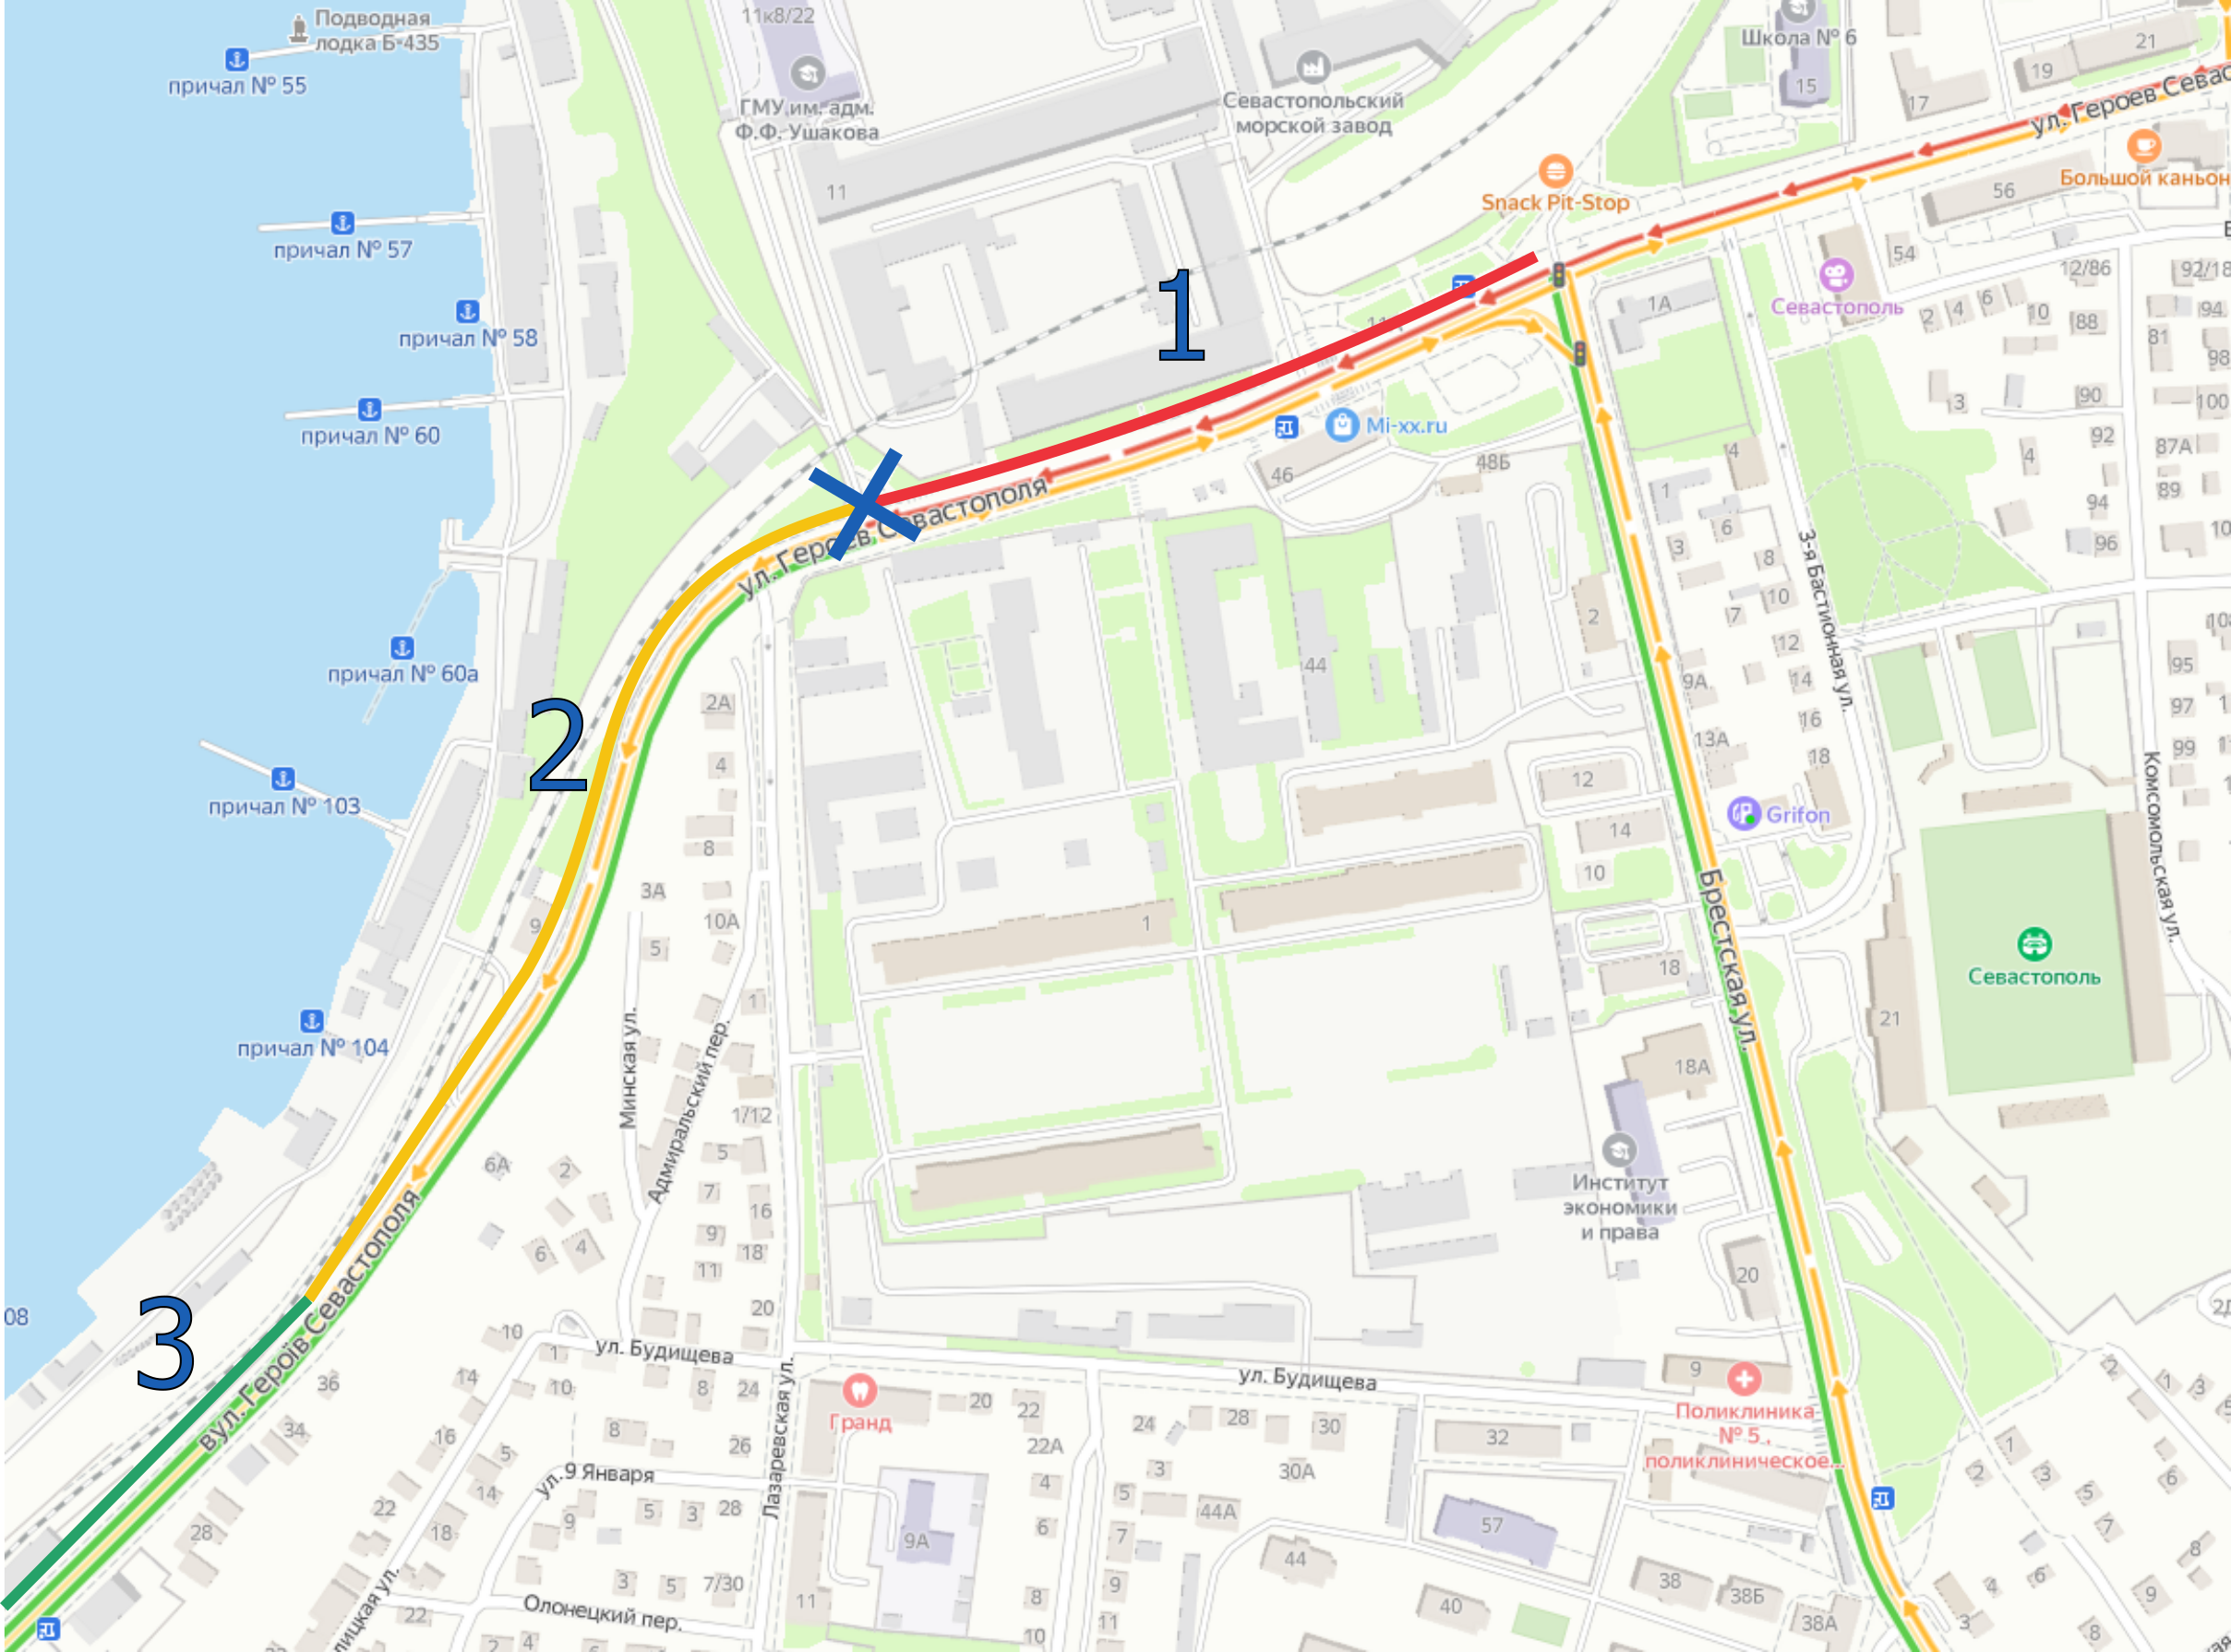 Подводная
лодка Б-435
причал № 55
11к8/22
ГМУ им. адм.
Ф.Ф. Ушакова
Севастопольский
морской завод
Школа № 6
15
21
19
17
ул. Героев Севас
Большой каньон
56
54
Snack Pit-Stop
11
причал № 57
причал № 58
причал № 60
1
1А
Севастополь
12/86
92/18
2
4
6
10
88
94
81
98
3
90
100
92
87А
4
89
94
96
Mi-xx.ru
46
48Б
4
1
6
3
8
10
7
12
14
9А
16
13А
18
3-я Бастионная ул.
ул. Героев Севастополя
2
44
причал № 60а
2
2А
4
8
3А
10А
5
9
причал № 103
причал № 104
12
14
10
18
Grifon
Брестская ул.
95
97
99
Комсомольская ул.
Севастополь
21
18А
1
Минская ул.
Адмиральский пер.
1
1/12
5
7
16
9
18
11
20
6А
2
6
4
Институт
экономики
и права
20
ул. Героев Севастополя
3
08
вул. Героїв Севастополя
36
34
28
10
1
ул. Будищева
10
14
16
5
8
8
24
26
22
14
18
9
ул. 9 Января
5
3
28
Лазаревская ул.
Гранд
20
22
22А
24
28
30
30А
3
4
5
44А
6
7
9А
11
3
5
7/30
Олонецкий пер.
22
2
4
8
9
10
11
ул. Будищева
32
57
44
40
9
Поликлиника
№ 5,
поликлиническое...
38
38Б
38А
2
1
3
1
2
3
5
6
7
8
4
6
9
3
8